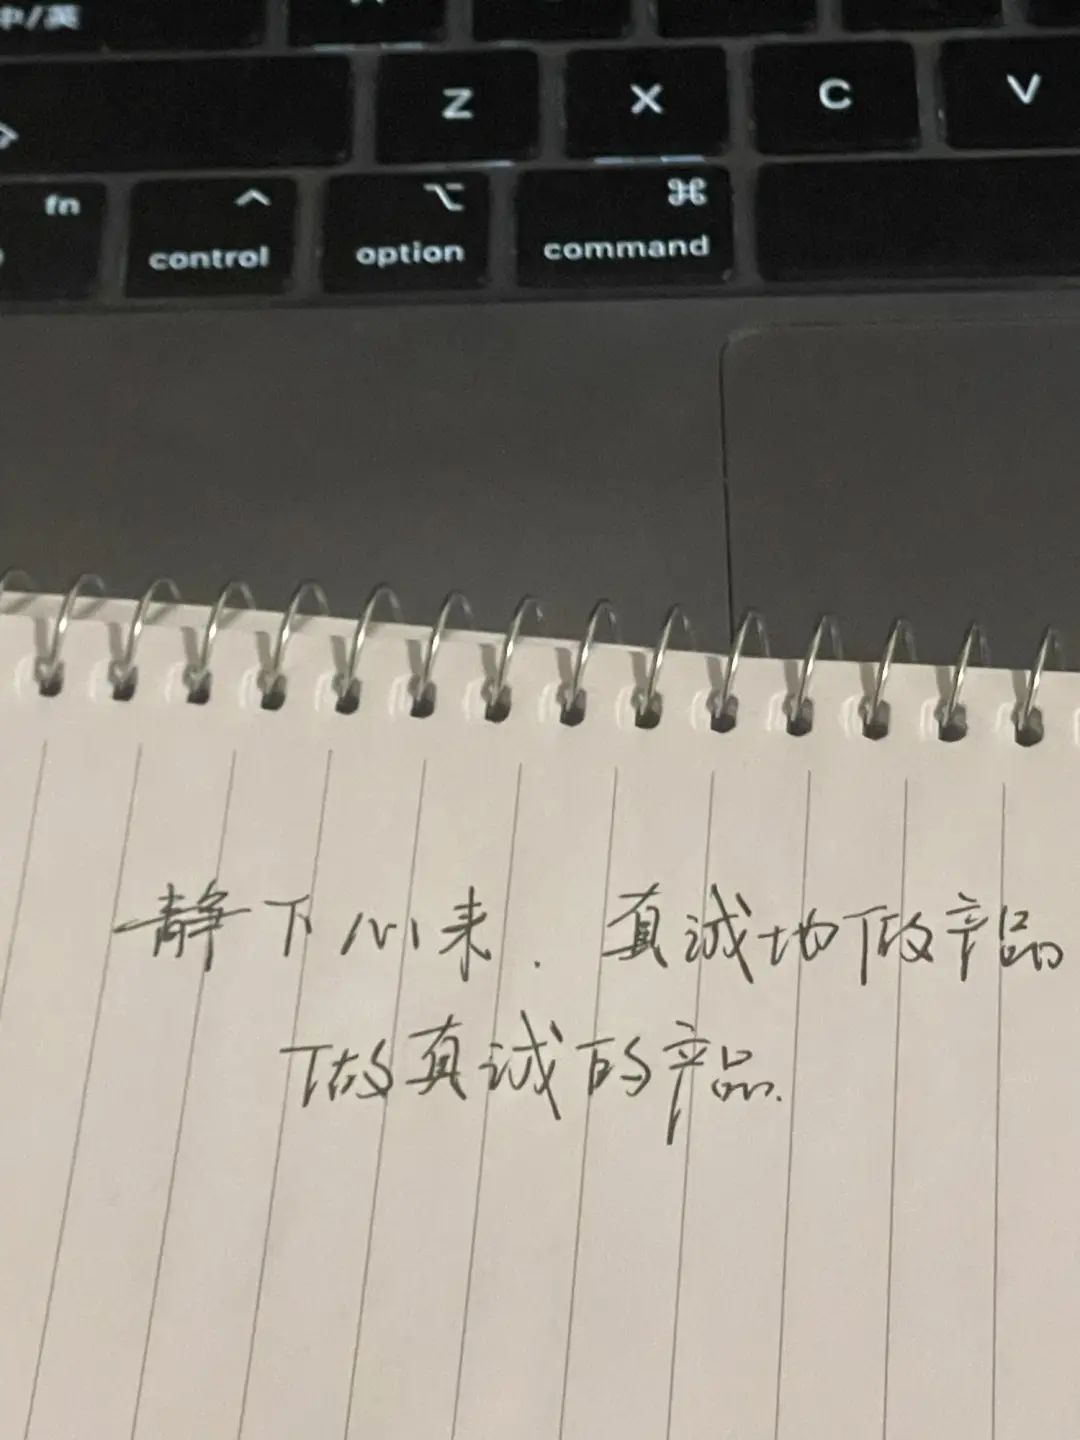 中/英
Z X C V
fn control option ⌘ command
静下心来. 真诚地做产品
做真诚的产品.